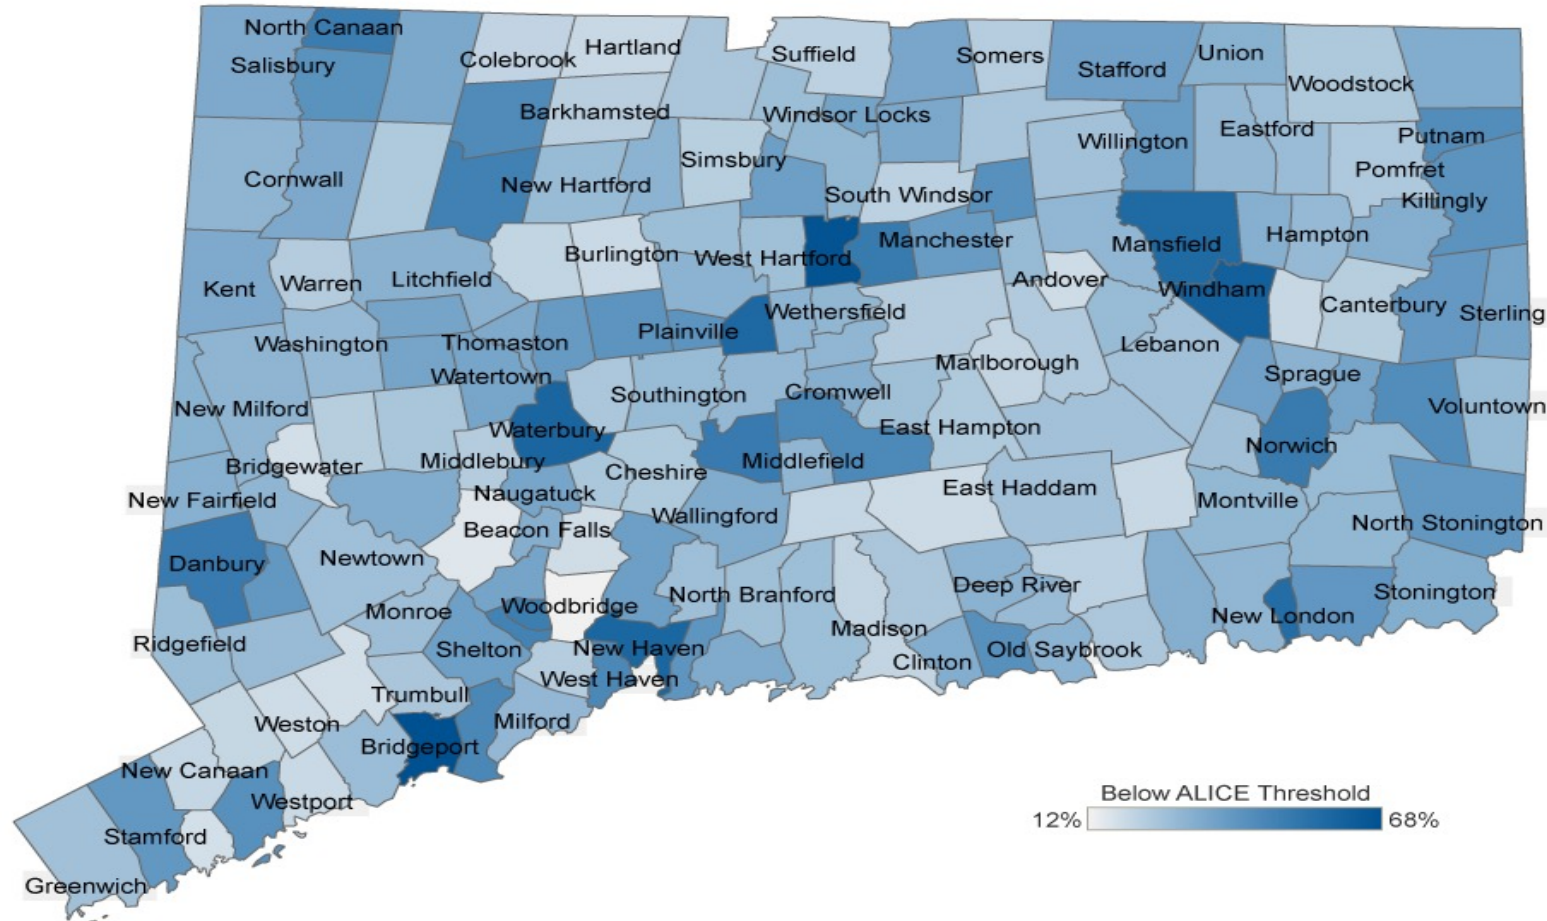 North Canaan
Salisbury
Colebrook
Hartland
Suffield
Somers
Stafford
Union
Woodstock
Barkhamsted
Windsor Locks
Willington
Eastford
Putnam
Cornwall
New Hartford
Simsbury
South Windsor
Pomfret
Killingly
Kent
Warren
Litchfield
Burlington
West Hartford
Manchester
Andover
Mansfield
Hampton
Windham
Canterbury
Sterling
Washington
Thomaston
Plainville
Wethersfield
Marlborough
Lebanon
Watertown
Sprague
New Milford
Southington
Cromwell
Voluntown
Waterbury
East Hampton
Norwich
Bridgewater
Middlebury
Cheshire
Middlefield
New Fairfield
Naugatuck
East Haddam
Montville
Beacon Falls
Wallingford
North Stonington
Danbury
Newtown
Deep River
Stonington
Monroe
Woodbridge
North Branford
New London
Ridgefield
Shelton
New Haven
Madison
Old Saybrook
Clinton
West Haven
Trumbull
Weston
Milford
Bridgeport
New Canaan
Westport
Stamford
Greenwich
Below ALICE Threshold
12% 68%